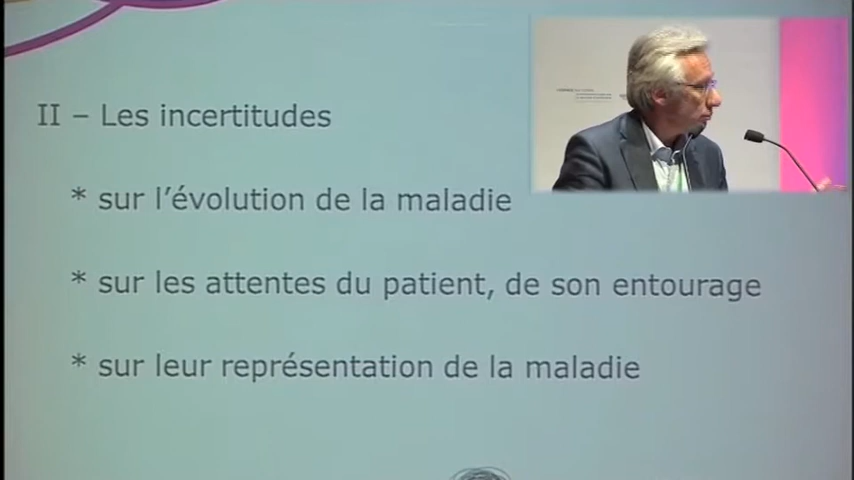 II – Les incertitudes
* sur l'évolution de la maladie
* sur les attentes du patient, de son entourage
* sur leur représentation de la maladie